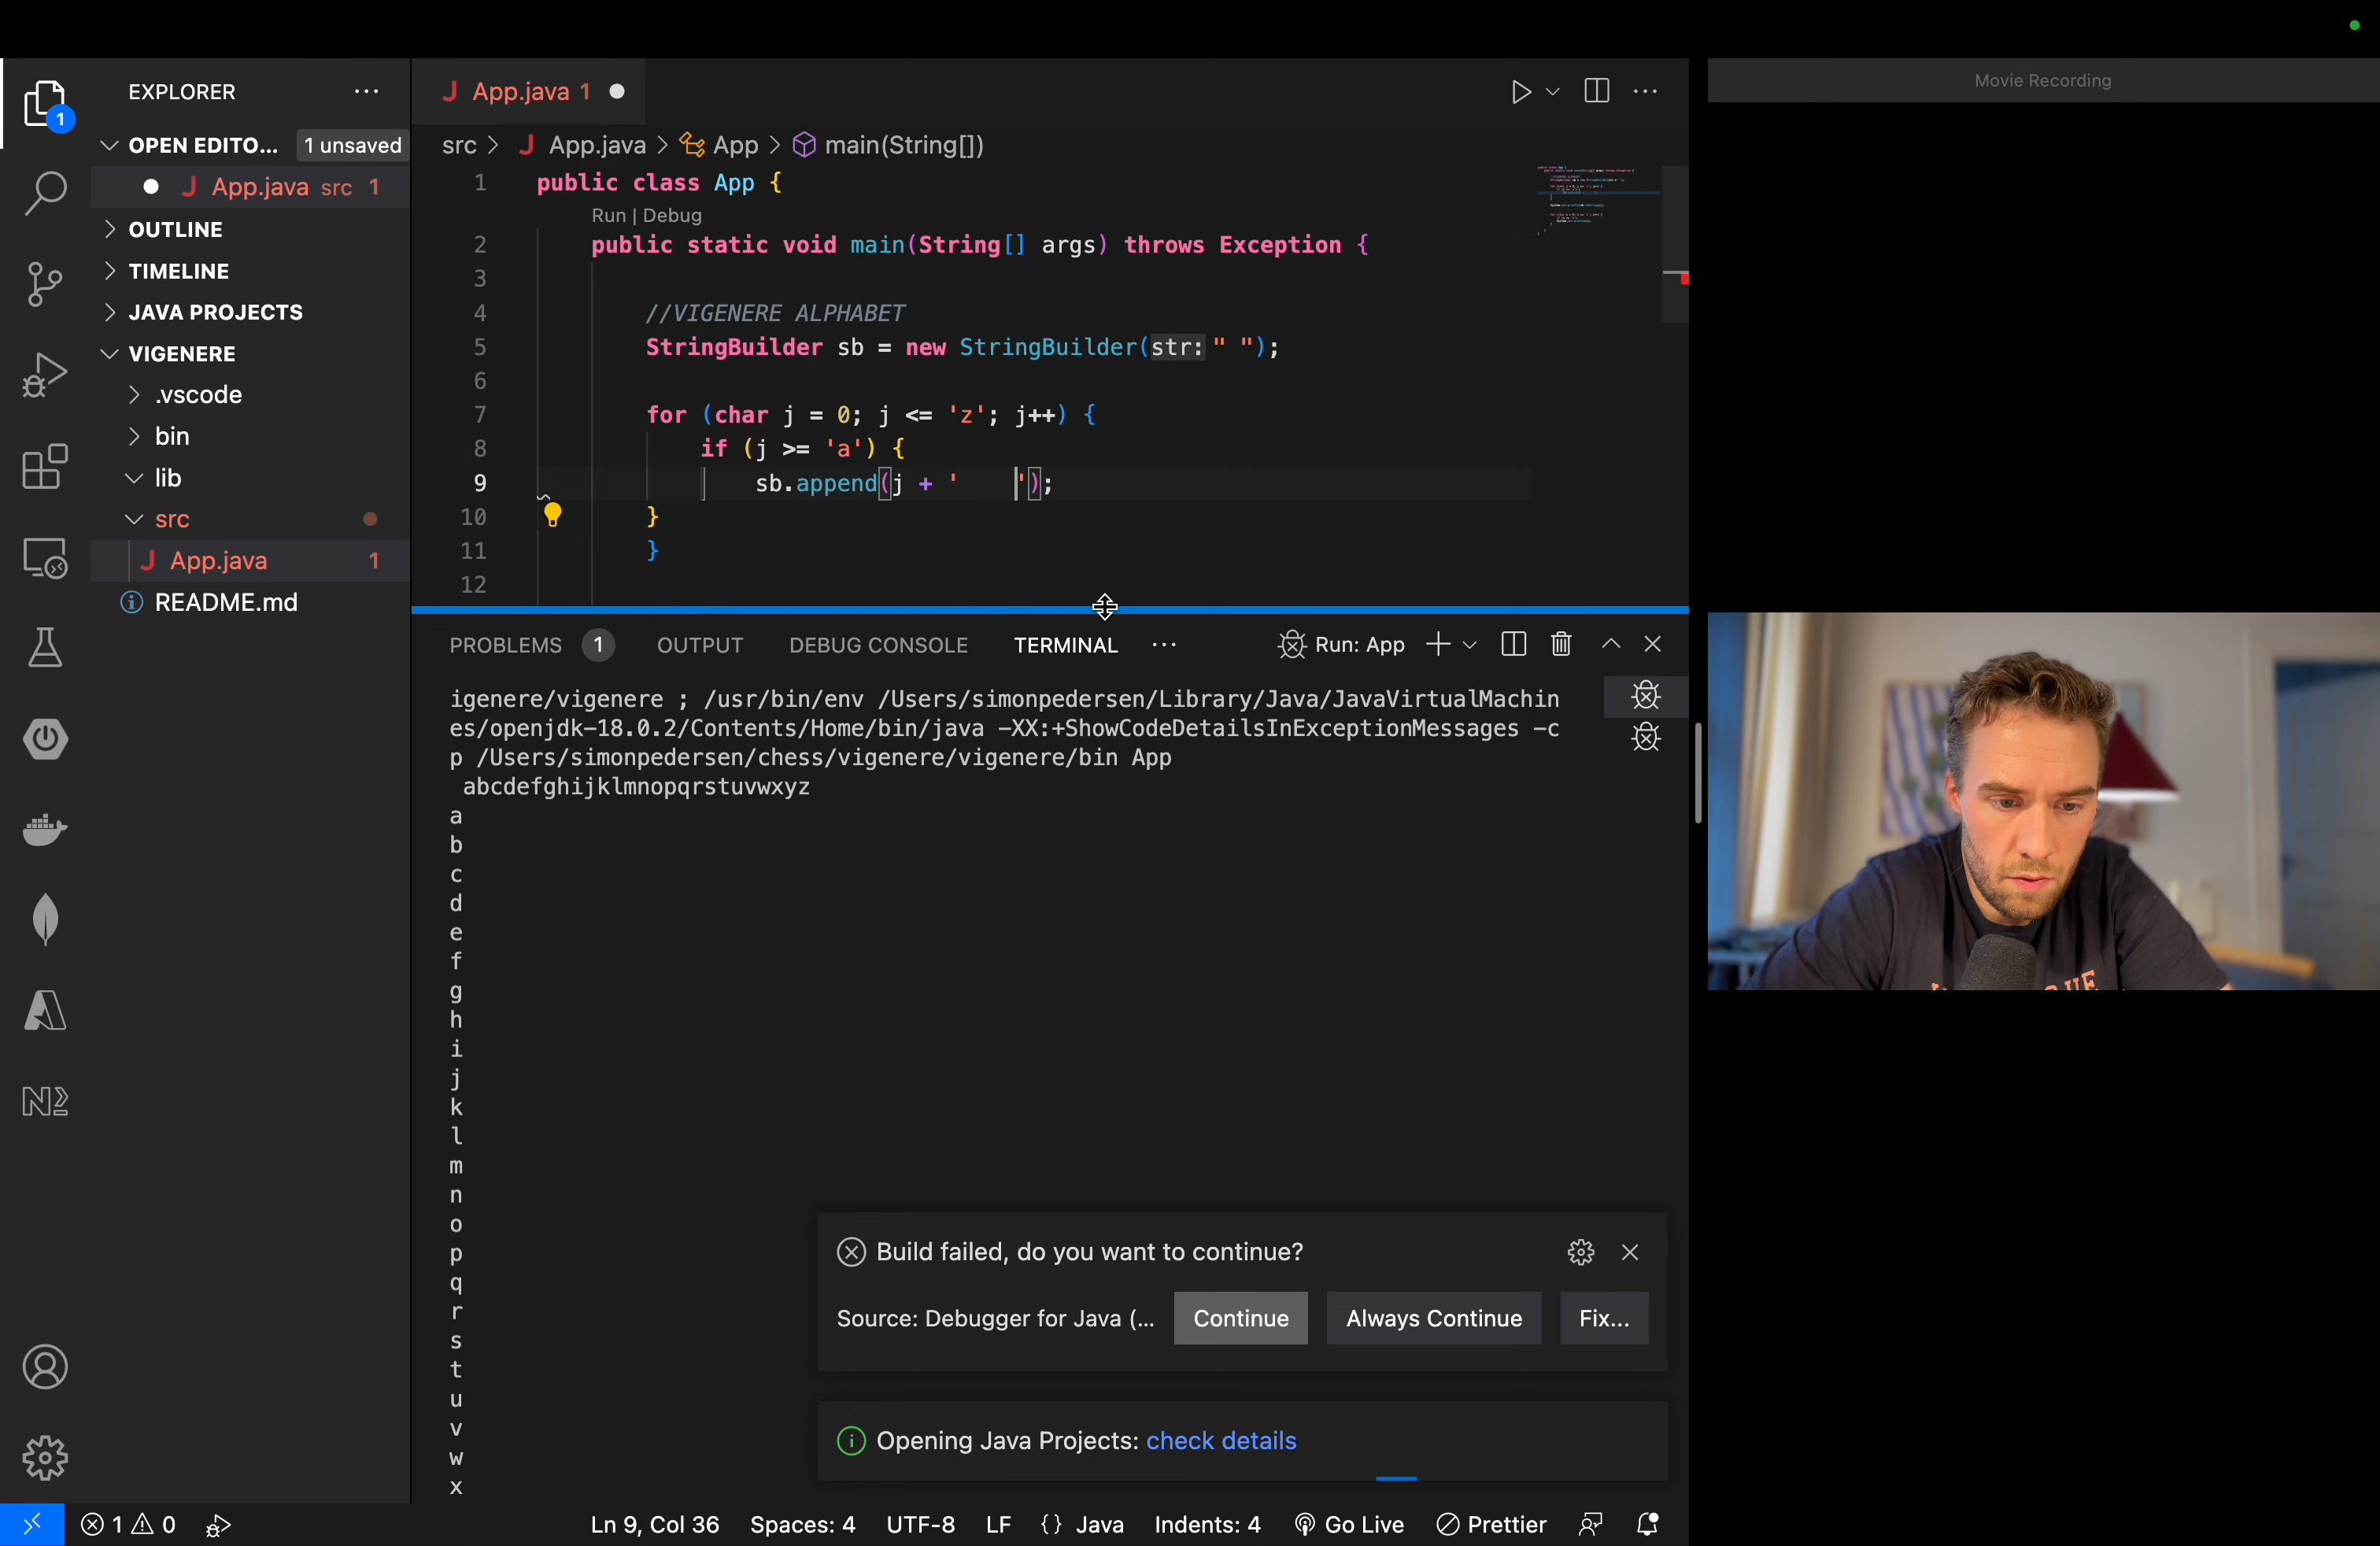 Movie Recording
EXPLORER
1
OPEN EDITO... 1 unsaved
J App.java src 1
OUTLINE
TIMELINE
JAVA PROJECTS
VIGENERE
.vscode
bin
lib
src
J App.java 1
README.md
J App.java 1
src > J App.java > App > main(String[])
1 public class App {
Run | Debug
2 public static void main(String[] args) throws Exception {
3
4 //VIGENERE ALPHABET
5 StringBuilder sb = new StringBuilder(str: " ");
6
7 for (char j = 0; j <= 'z'; j++) {
8 if (j >= 'a') {
9 sb.append(j + '    ');
10 }
11 }
12
PROBLEMS 1 OUTPUT DEBUG CONSOLE TERMINAL ··· Run: App
igenere/vigenere ; /usr/bin/env /Users/simonpedersen/Library/Java/JavaVirtualMachin
es/openjdk-18.0.2/Contents/Home/bin/java -XX:+ShowCodeDetailsInExceptionMessages -c
p /Users/simonpedersen/chess/vigenere/vigenere/bin App
abcdefghijklmnopqrstuvwxyz
a
b
c
d
e
f
g
h
i
j
k
l
m
n
o
p
q
r
s
t
u
v
w
x
Build failed, do you want to continue?
Source: Debugger for Java (... Continue Always Continue Fix...
Opening Java Projects: check details
1 0 Ln 9, Col 36 Spaces: 4 UTF-8 LF {} Java Indents: 4 Go Live Prettier